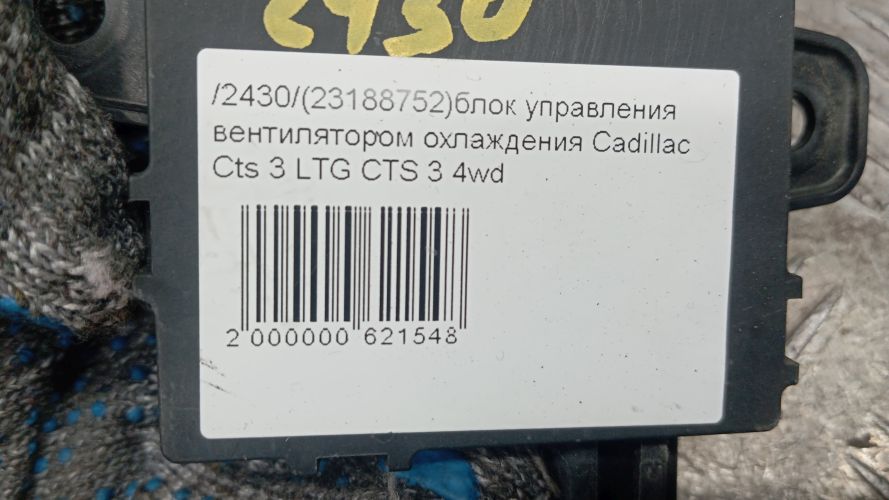 2430
/2430/(23188752)блок управления
вентилятором охлаждения Cadillac
Cts 3 LTG CTS 3 4wd
2 000000 621548